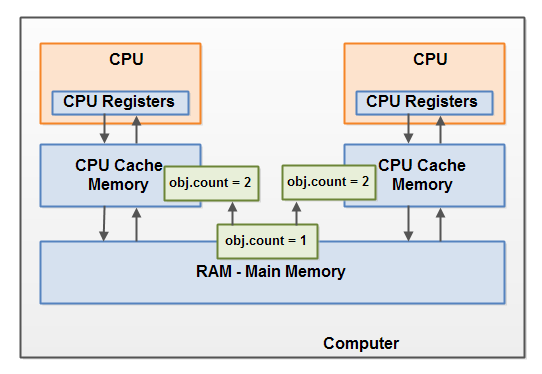 CPU
CPU
CPU Registers
CPU Registers
CPU Cache
Memory
CPU Cache
Memory
obj.count = 2
obj.count = 2
obj.count = 1
RAM - Main Memory
Computer